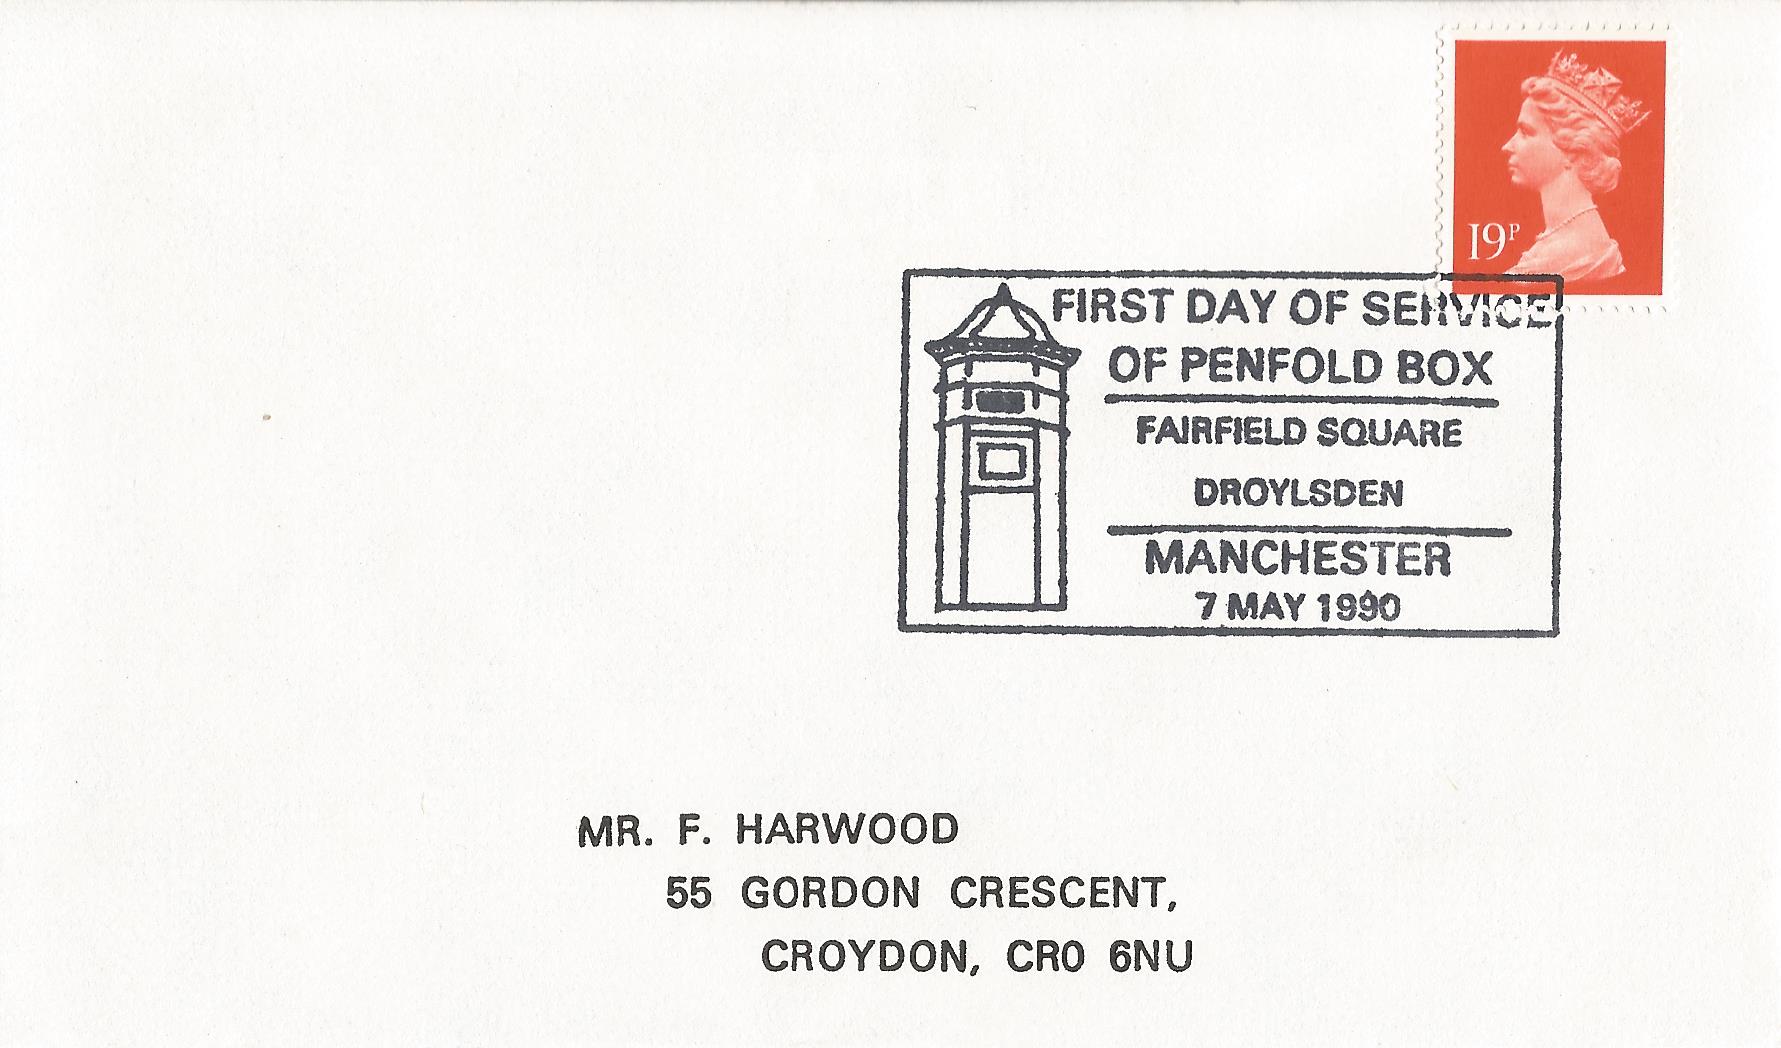 19P
FIRST DAY OF SERVICE
OF PENFOLD BOX
FAIRFIELD SQUARE
DROYLSDEN
MANCHESTER
7 MAY 1990
MR. F. HARWOOD
55 GORDON CRESCENT,
CROYDON, CR0 6NU